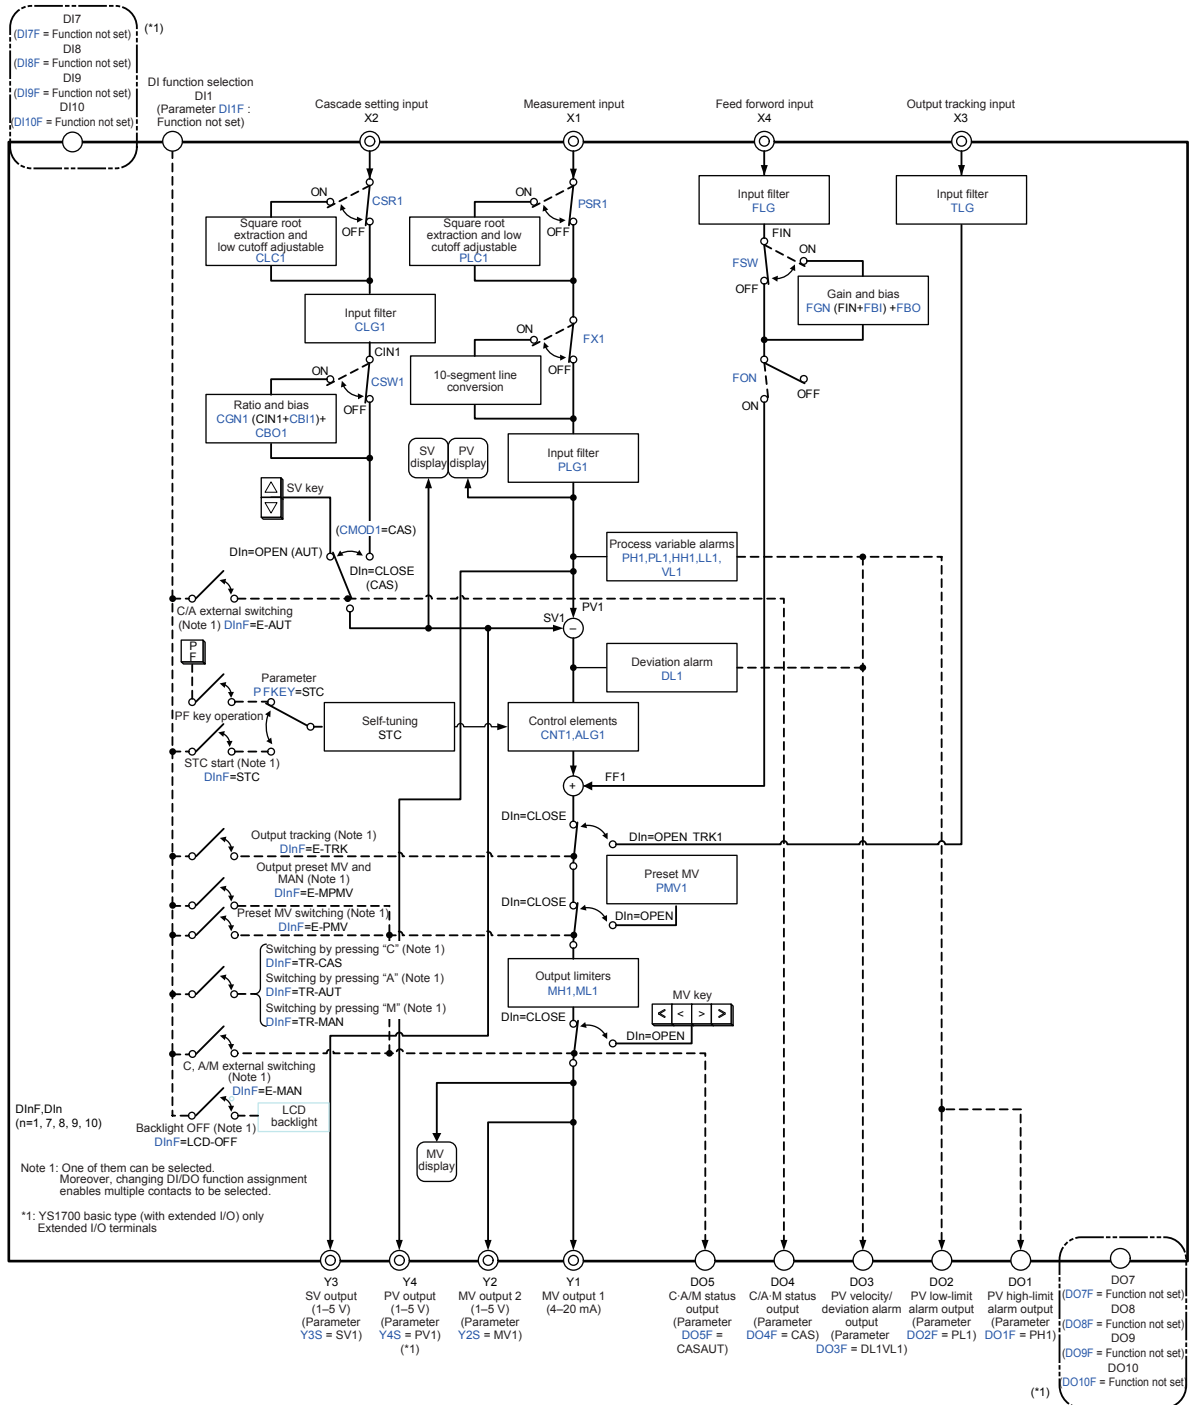 DI7
(DI7F = Function not set)
DI8
(DI8F = Function not set)
DI9
(DI9F = Function not set)
DI10
(DI10F = Function not set)
(*1)
DI function selection
DI1
(Parameter DI1F :
Function not set)
Cascade setting input
X2
Measurement input
X1
Feed forward input
X4
Output tracking input
X3
ON
CSR1
OFF
Square root
extraction and
low cutoff adjustable
CLC1
ON
PSR1
OFF
Square root
extraction and low
cutoff adjustable
PLC1
Input filter
FLG
Input filter
TLG
FIN
ON
FSW
OFF
Gain and bias
FGN (FIN+FBI) +FBO
Input filter
CLG1
CIN1
ON
CSW1
OFF
Ratio and bias
CGN1 (CIN1+CBI1)+
CBO1
ON
FX1
OFF
10-segment line
conversion
FON
OFF
ON
SV
display
PV
display
Input filter
PLG1
SV key
(CMOD1=CAS)
DIn=OPEN (AUT)
DIn=CLOSE
(CAS)
Process variable alarms
PH1,PL1,HH1,LL1,
VL1
C/A external switching
(Note 1) DInF=E-AUT
PV1
SV1
–
Deviation alarm
DL1
P
F
Parameter
PFKEY=STC
PF key operation
Self-tuning
STC
Control elements
CNT1,ALG1
STC start (Note 1)
DInF=STC
+
FF1
DIn=CLOSE
DIn=OPEN TRK1
Output tracking (Note 1)
DInF=E-TRK
Output preset MV and
MAN (Note 1)
DInF=E-MPMV
Preset MV
PMV1
DIn=CLOSE
DIn=OPEN
Preset MV switching (Note 1)
DInF=E-PMV
Switching by pressing “C” (Note 1)
DInF=TR-CAS
Switching by pressing “A” (Note 1)
DInF=TR-AUT
Switching by pressing “M” (Note 1)
DInF=TR-MAN
Output limiters
MH1,ML1
MV key
< < > >
DIn=CLOSE
DIn=OPEN
C, A/M external switching
(Note 1)
DInF=E-MAN
LCD
backlight
Backlight OFF (Note 1)
DInF=LCD-OFF
DInF,DIn
(n=1, 7, 8, 9, 10)
MV
display
Note 1: One of them can be selected.
Moreover, changing DI/DO function assignment
enables multiple contacts to be selected.
*1: YS1700 basic type (with extended I/O) only
Extended I/O terminals
Y3
SV output
(1–5 V)
(Parameter
Y3S = SV1)
Y4
PV output
(1–5 V)
(Parameter
Y4S = PV1)
(*1)
Y2
MV output 2
(1–5 V)
(Parameter
Y2S = MV1)
Y1
MV output 1
(4–20 mA)
DO5
C·A/M status
output
(Parameter
DO5F =
CASAUT)
DO4
C/A·M status
output
(Parameter
DO4F = CAS)
DO3
PV velocity/
deviation alarm
output
(Parameter
DO3F = DL1VL1)
DO2
PV low-limit
alarm output
(Parameter
DO2F = PL1)
DO1
PV high-limit
alarm output
(Parameter
DO1F = PH1)
DO7
(DO7F = Function not set)
DO8
(DO8F = Function not set)
DO9
(DO9F = Function not set)
DO10
(DO10F = Function not set)
(*1)